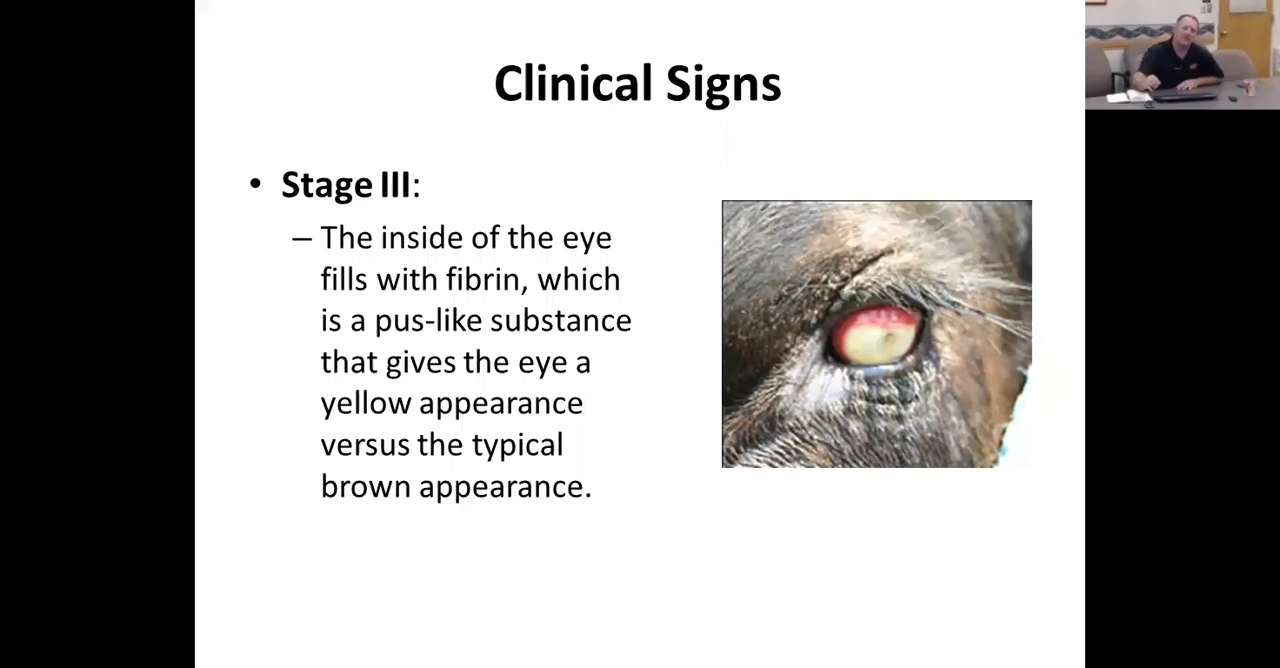 Clinical Signs
• Stage III:
– The inside of the eye
fills with fibrin, which
is a pus-like substance
that gives the eye a
yellow appearance
versus the typical
brown appearance.